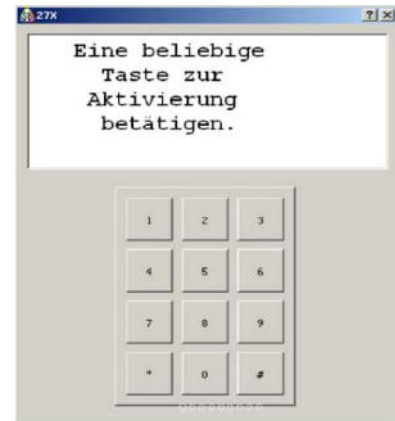 27X
Eine beliebige
Taste zur
Aktivierung
betätigen.
1 2 3
4 5 6
7 8 9
* 0 #